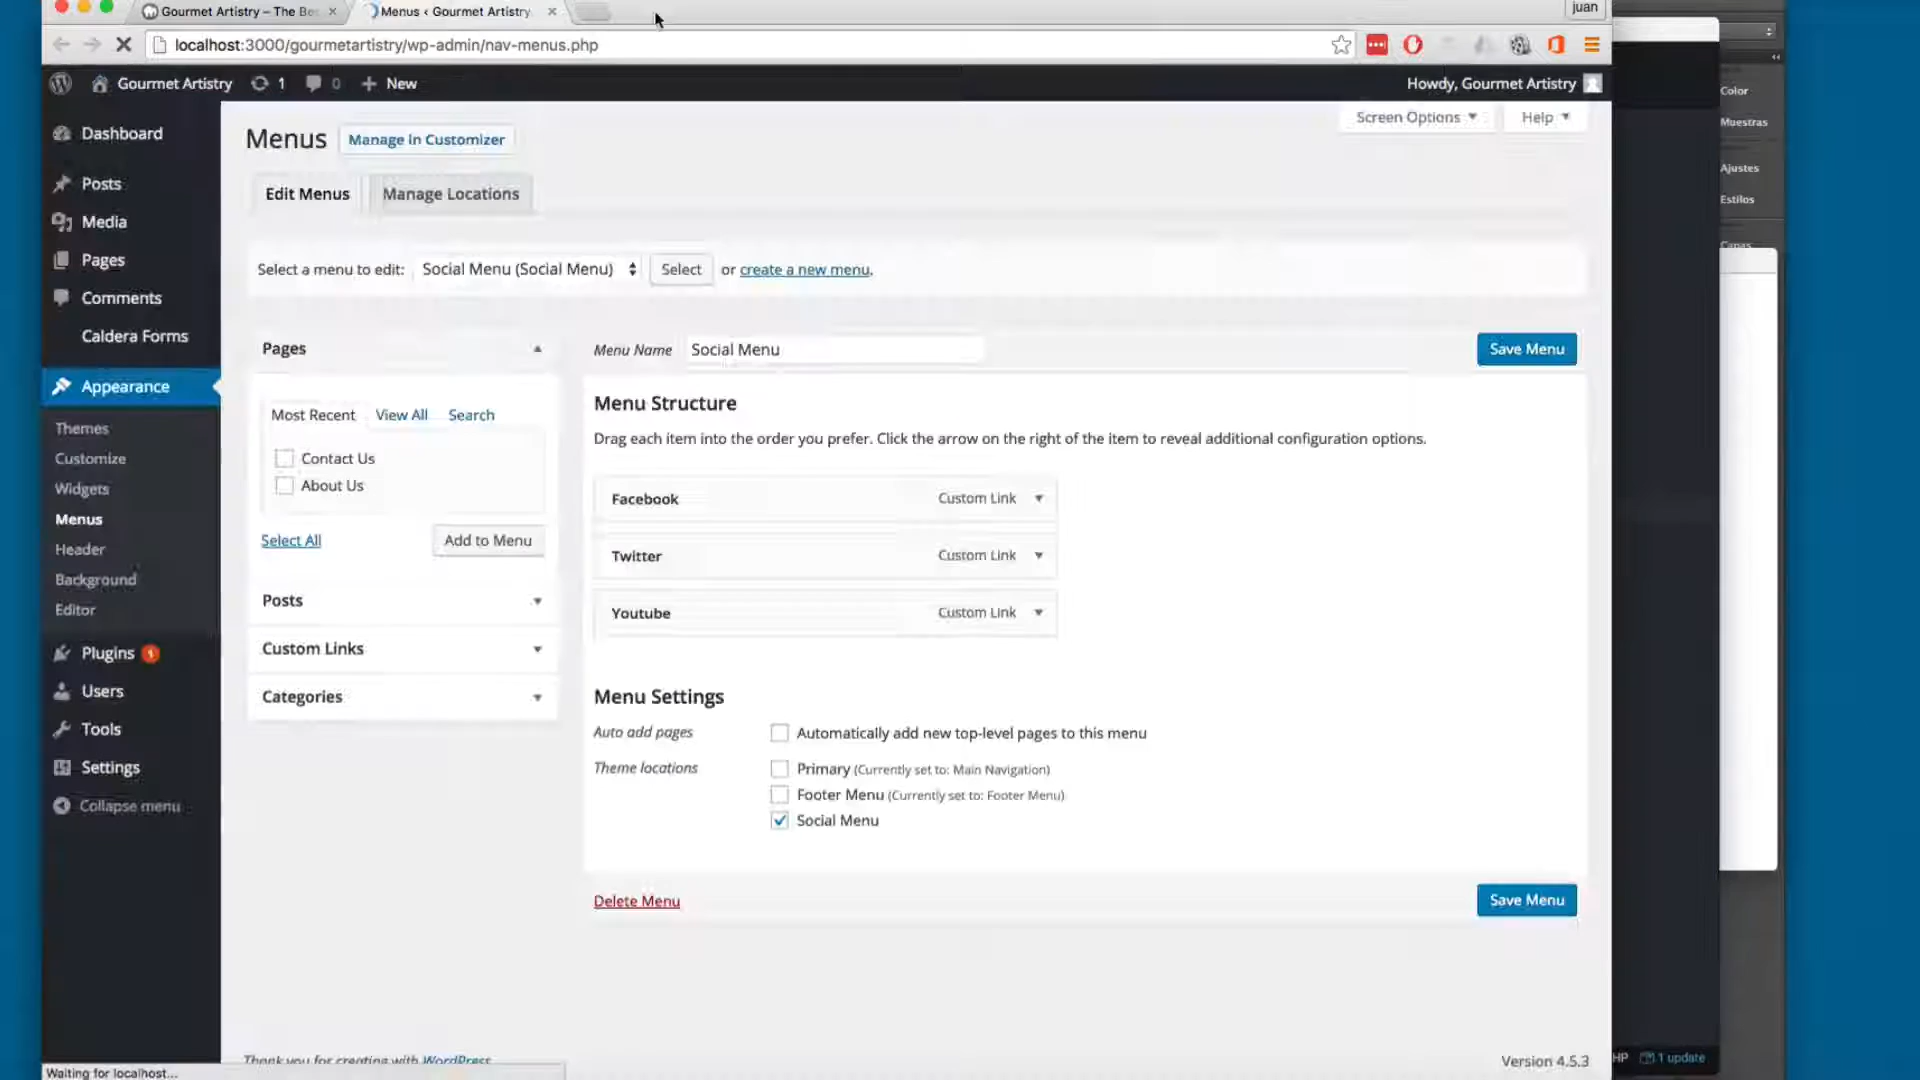 Gourmet Artistry – The Be
Menus ‹ Gourmet Artistry
juan
localhost:3000/gourmetartistry/wp-admin/nav-menus.php
Gourmet Artistry 1 0 + New
Howdy, Gourmet Artistry
Screen Options Help
Menus Manage in Customizer
Edit Menus Manage Locations
Select a menu to edit: Social Menu (Social Menu) Select or create a new menu.
Dashboard
Posts
Media
Pages
Comments
Caldera Forms
Appearance
Themes
Customize
Widgets
Menus
Header
Background
Editor
Plugins 1
Users
Tools
Settings
Collapse menu
Pages
Most Recent View All Search
Contact Us
About Us
Select All Add to Menu
Posts
Custom Links
Categories
Menu Name Social Menu Save Menu
Menu Structure
Drag each item into the order you prefer. Click the arrow on the right of the item to reveal additional configuration options.
Facebook Custom Link
Twitter Custom Link
Youtube Custom Link
Menu Settings
Auto add pages Automatically add new top-level pages to this menu
Theme locations Primary (Currently set to: Main Navigation)
Footer Menu (Currently set to: Footer Menu)
Social Menu
Delete Menu Save Menu
Thank you for creating with WordPress
Version 4.5.3
Waiting for localhost...
Color
Muestras
Ajustes
Estilos
Capas
HP 1 update